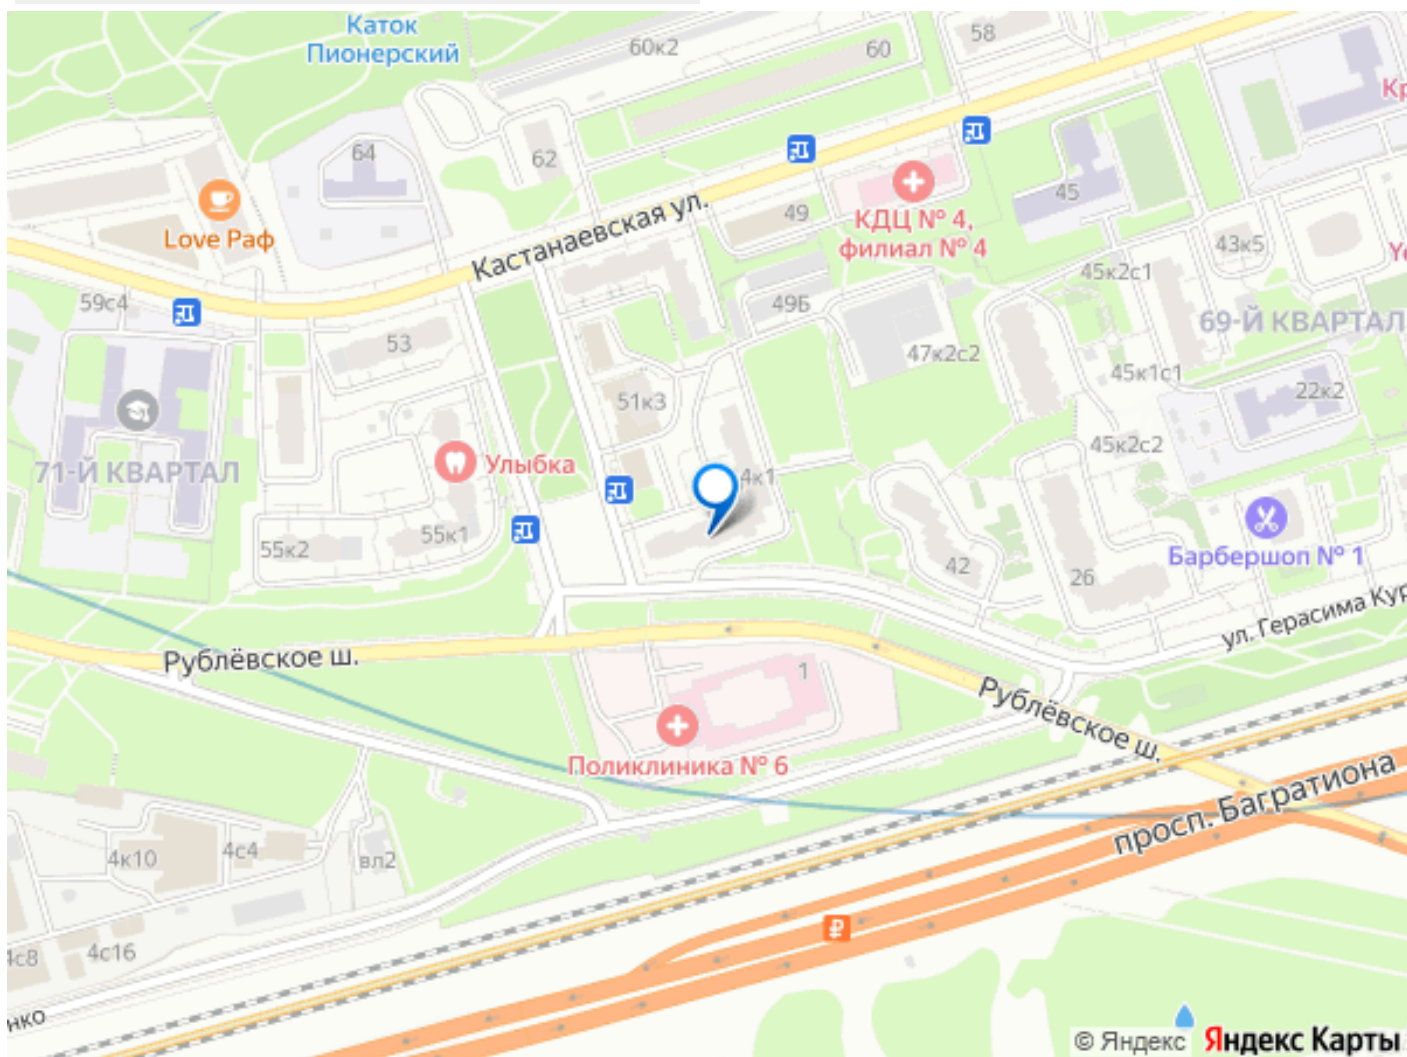 Каток
Пионерский
60к2
60
58
Кр
64
62
45
49
Love Раф
Кастанаевская ул.
КДЦ № 4,
филиал № 4
43к5
45к2с1
Ye
59с4
49Б
69-Й КВАРТАЛ
53
47к2с2
45к1с1
22к2
51к3
45к2с2
71-Й КВАРТАЛ
Улыбка
4к1
55к1
55к2
42
26
Барбершоп № 1
ул. Герасима Кур
Рублёвское ш.
1
Рублёвское ш.
Поликлиника № 6
просп. Багратиона
4к10
4с4
вл2
4с8
4с16
нко
© Яндекс Яндекс Карты